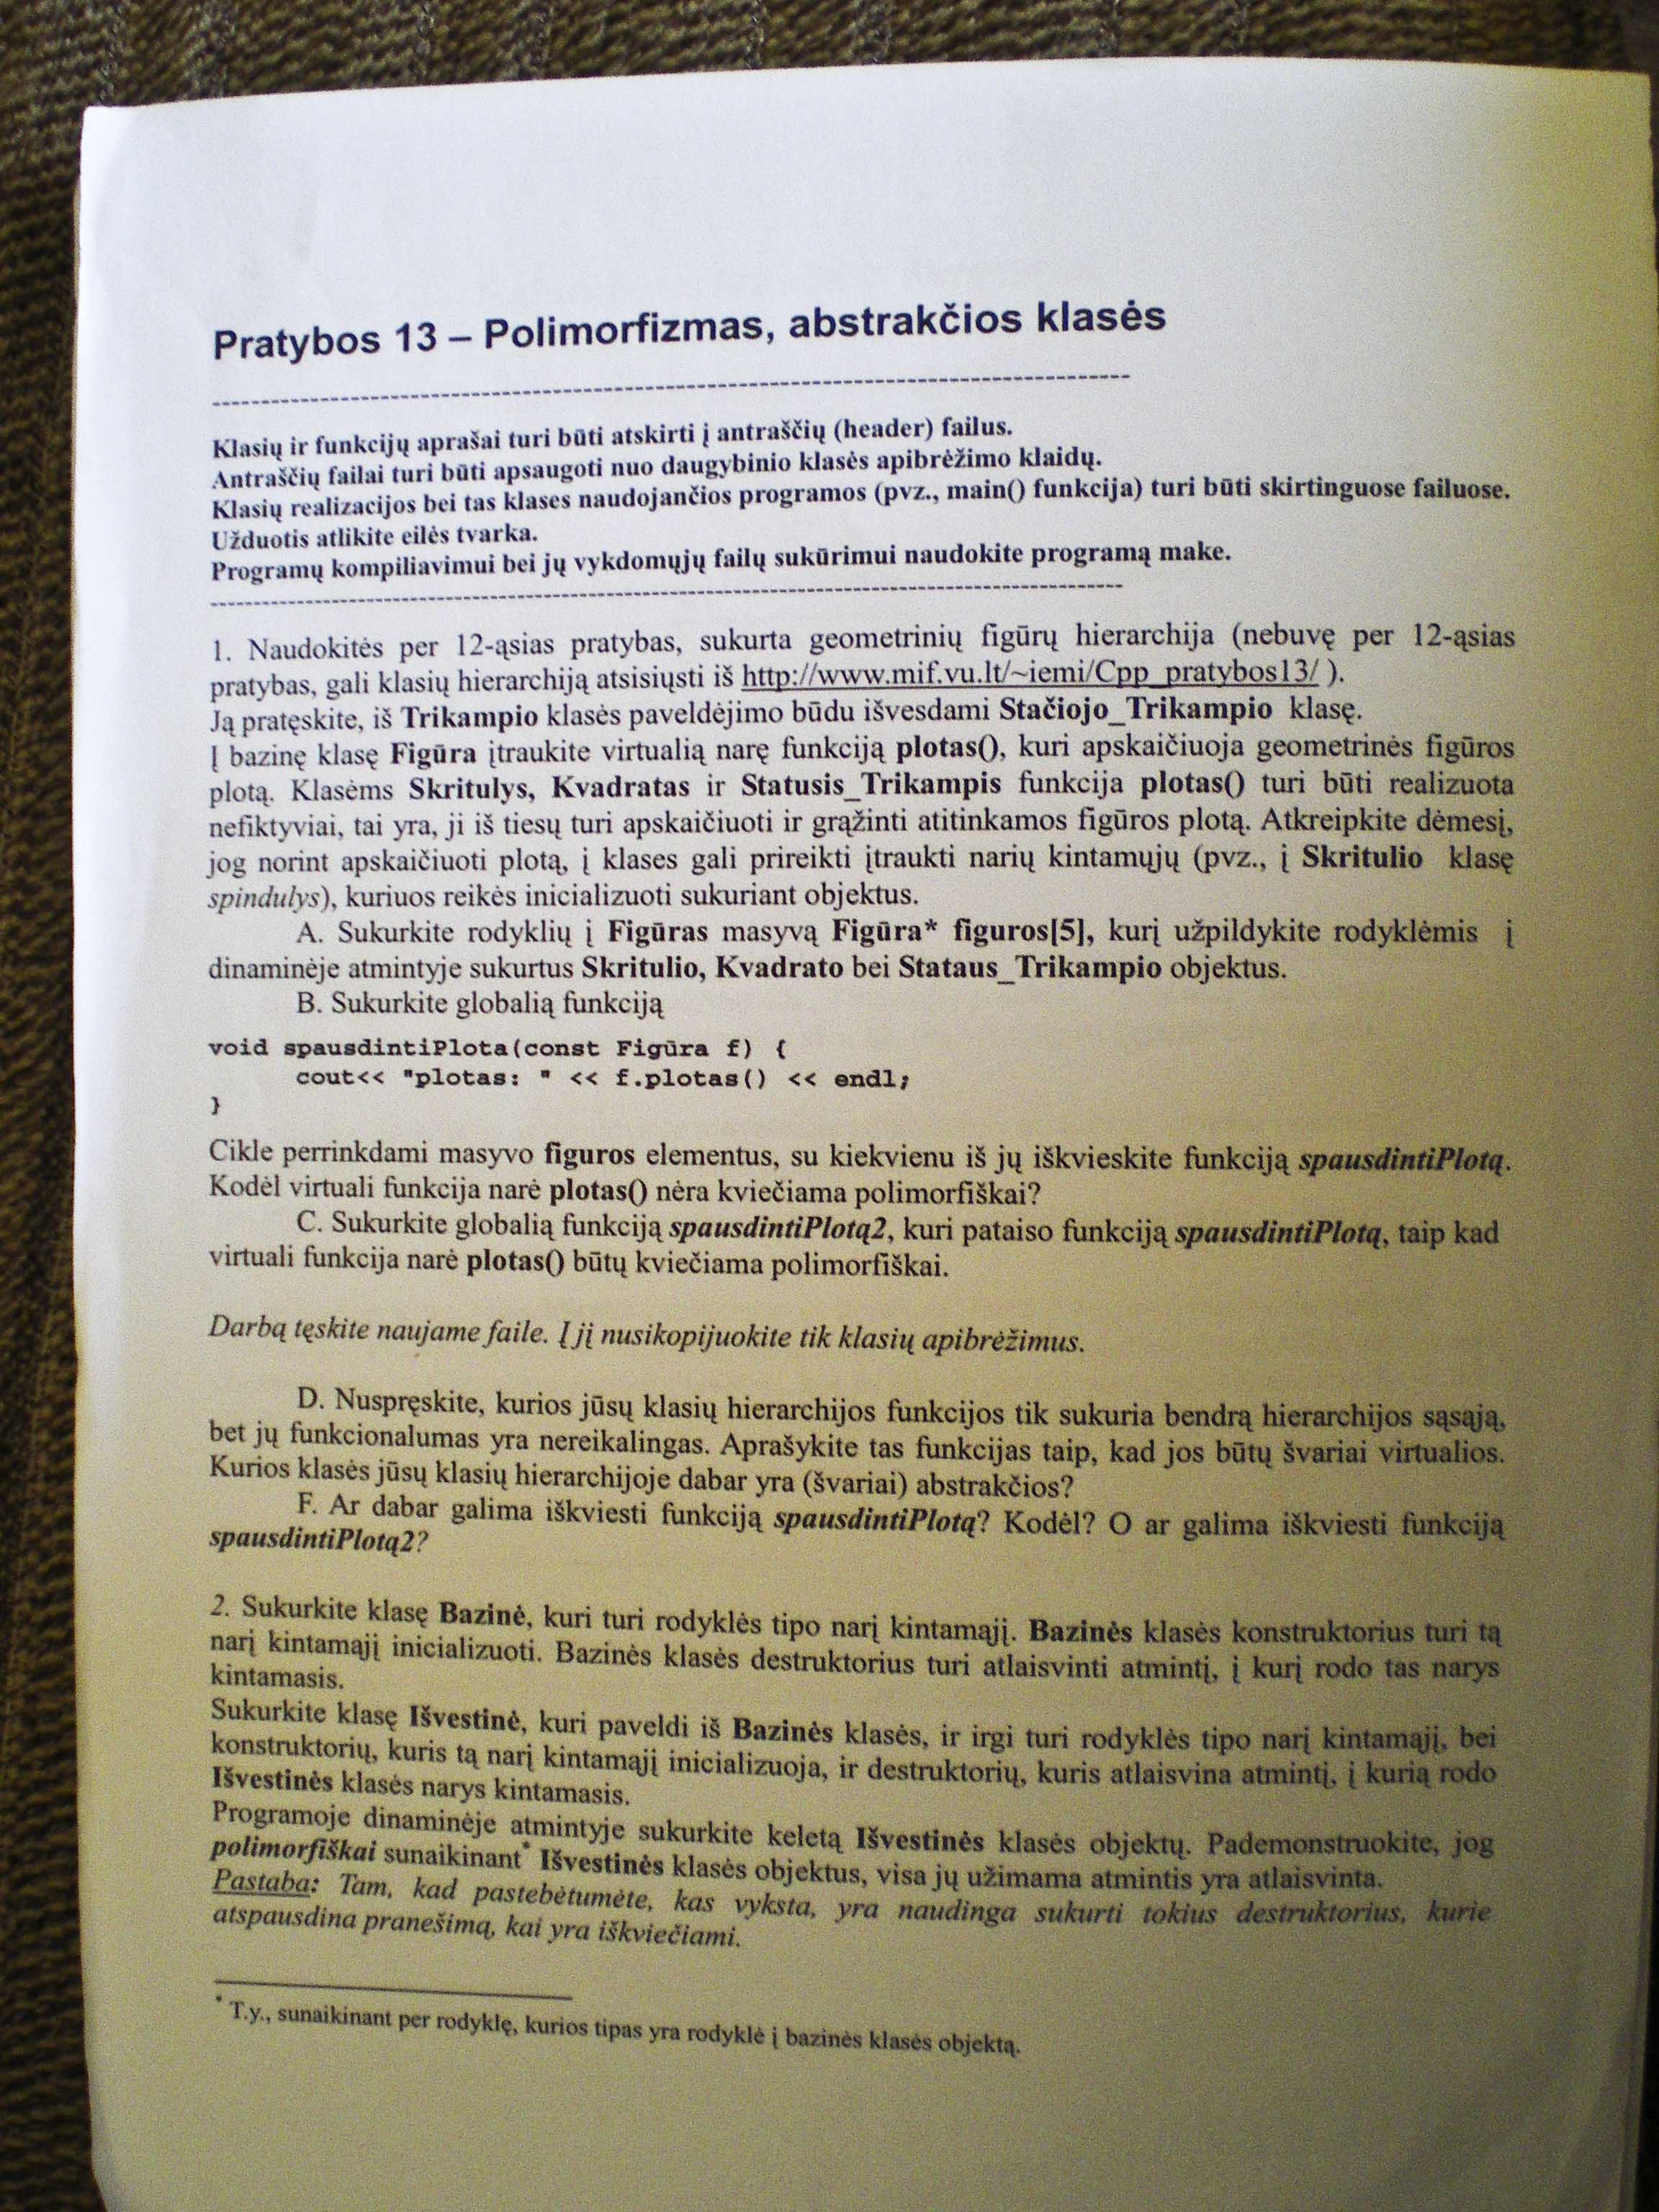 Pratybos 13 – Polimorfizmas, abstrakčios klasės
--------------------------------------------------------------------------------
Klasių ir funkcijų aprašai turi būti atskirti į antraščių (header) failus.
Antraščių failai turi būti apsaugoti nuo daugybinio klasės apibrėžimo klaidų.
Klasių realizacijos bei tas klases naudojančios programos (pvz., main() funkcija) turi būti skirtinguose failuose.
Užduotis atlikite eilės tvarka.
Programų kompiliavimui bei jų vykdomųjų failų sukūrimui naudokite programą make.
--------------------------------------------------------------------------------
1. Naudokitės per 12-ąsias pratybas, sukurta geometrinių figūrų hierarchija (nebuvę per 12-ąsias
pratybas, gali klasių hierarchiją atsisiųsti iš http://www.mif.vu.lt/~iemi/Cpp_pratybos13/ ).
Ją pratęskite, iš Trikampio klasės paveldėjimo būdu išvesdami Stačiojo_Trikampio klasę.
Į bazinę klasę Figūra įtraukite virtualią narę funkciją plotas(), kuri apskaičiuoja geometrinės figūros
plotą. Klasėms Skritulys, Kvadratas ir Statusis_Trikampis funkcija plotas() turi būti realizuota
nefiktyviai, tai yra, ji iš tiesų turi apskaičiuoti ir grąžinti atitinkamos figūros plotą. Atkreipkite dėmesį,
jog norint apskaičiuoti plotą, į klases gali prireikti įtraukti narių kintamųjų (pvz., į Skritulio klasę
spindulys), kuriuos reikės inicializuoti sukuriant objektus.
A. Sukurkite rodyklių į Figūras masyvą Figūra* figuros[5], kurį užpildykite rodyklėmis į
dinaminėje atmintyje sukurtus Skritulio, Kvadrato bei Stataus_Trikampio objektus.
B. Sukurkite globalią funkciją
void spausdintiPlota(const Figūra f) {
cout<< "plotas: " << f.plotas() << endl;
}
Cikle perrinkdami masyvo figuros elementus, su kiekvienu iš jų iškvieskite funkciją spausdintiPlotą.
Kodėl virtuali funkcija narė plotas() nėra kviečiama polimorfiškai?
C. Sukurkite globalią funkciją spausdintiPlotą2, kuri pataiso funkciją spausdintiPlotą, taip kad
virtuali funkcija narė plotas() būtų kviečiama polimorfiškai.
Darbą tęskite naujame faile. Į jį nusikopijuokite tik klasių apibrėžimus.
D. Nuspręskite, kurios jūsų klasių hierarchijos funkcijos tik sukuria bendrą hierarchijos sąsają,
bet jų funkcionalumas yra nereikalingas. Aprašykite tas funkcijas taip, kad jos būtų švariai virtualios.
Kurios klasės jūsų klasių hierarchijoje dabar yra (švariai) abstrakčios?
F. Ar dabar galima iškviesti funkciją spausdintiPlotą? Kodėl? O ar galima iškviesti funkciją
spausdintiPlotą2?
2. Sukurkite klasę Bazinė, kuri turi rodyklės tipo narį kintamąjį. Bazinės klasės konstruktorius turi tą
narį kintamąjį inicializuoti. Bazinės klasės destruktorius turi atlaisvinti atmintį, į kurį rodo tas narys
kintamasis.
Sukurkite klasę Išvestinė, kuri paveldi iš Bazinės klasės, ir irgi turi rodyklės tipo narį kintamąjį, bei
konstruktorių, kuris tą narį kintamąjį inicializuoja, ir destruktorių, kuris atlaisvina atmintį, į kurią rodo
Išvestinės klasės narys kintamasis.
Programoje dinaminėje atmintyje sukurkite keletą Išvestinės klasės objektų. Pademonstruokite, jog
polimorfiškai sunaikinant* Išvestinės klasės objektus, visa jų užimama atmintis yra atlaisvinta.
Pastaba: Tam, kad pastebėtumėte, kas vyksta, yra naudinga sukurti tokius destruktorius, kurie
atspausdina pranešimą, kai yra iškviečiami.
* T.y., sunaikinant per rodyklę, kurios tipas yra rodyklė į bazinės klasės objektą.